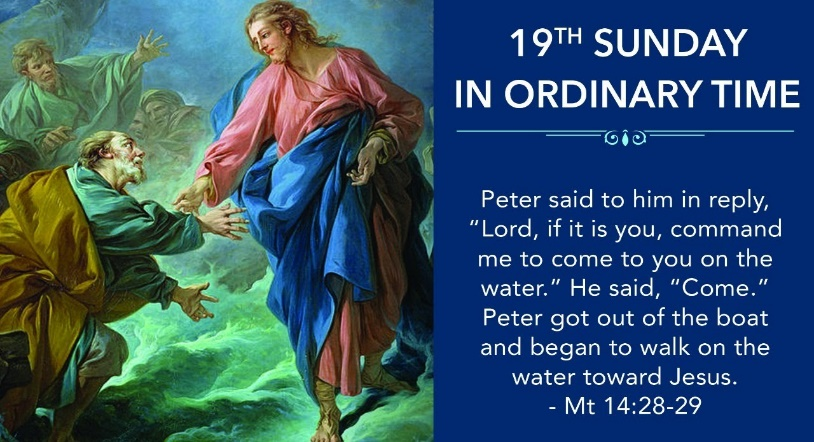 19TH SUNDAY
IN ORDINARY TIME
Peter said to him in reply,
“Lord, if it is you, command
me to come to you on the
water.” He said, “Come.”
Peter got out of the boat
and began to walk on the
water toward Jesus.
- Mt 14:28-29